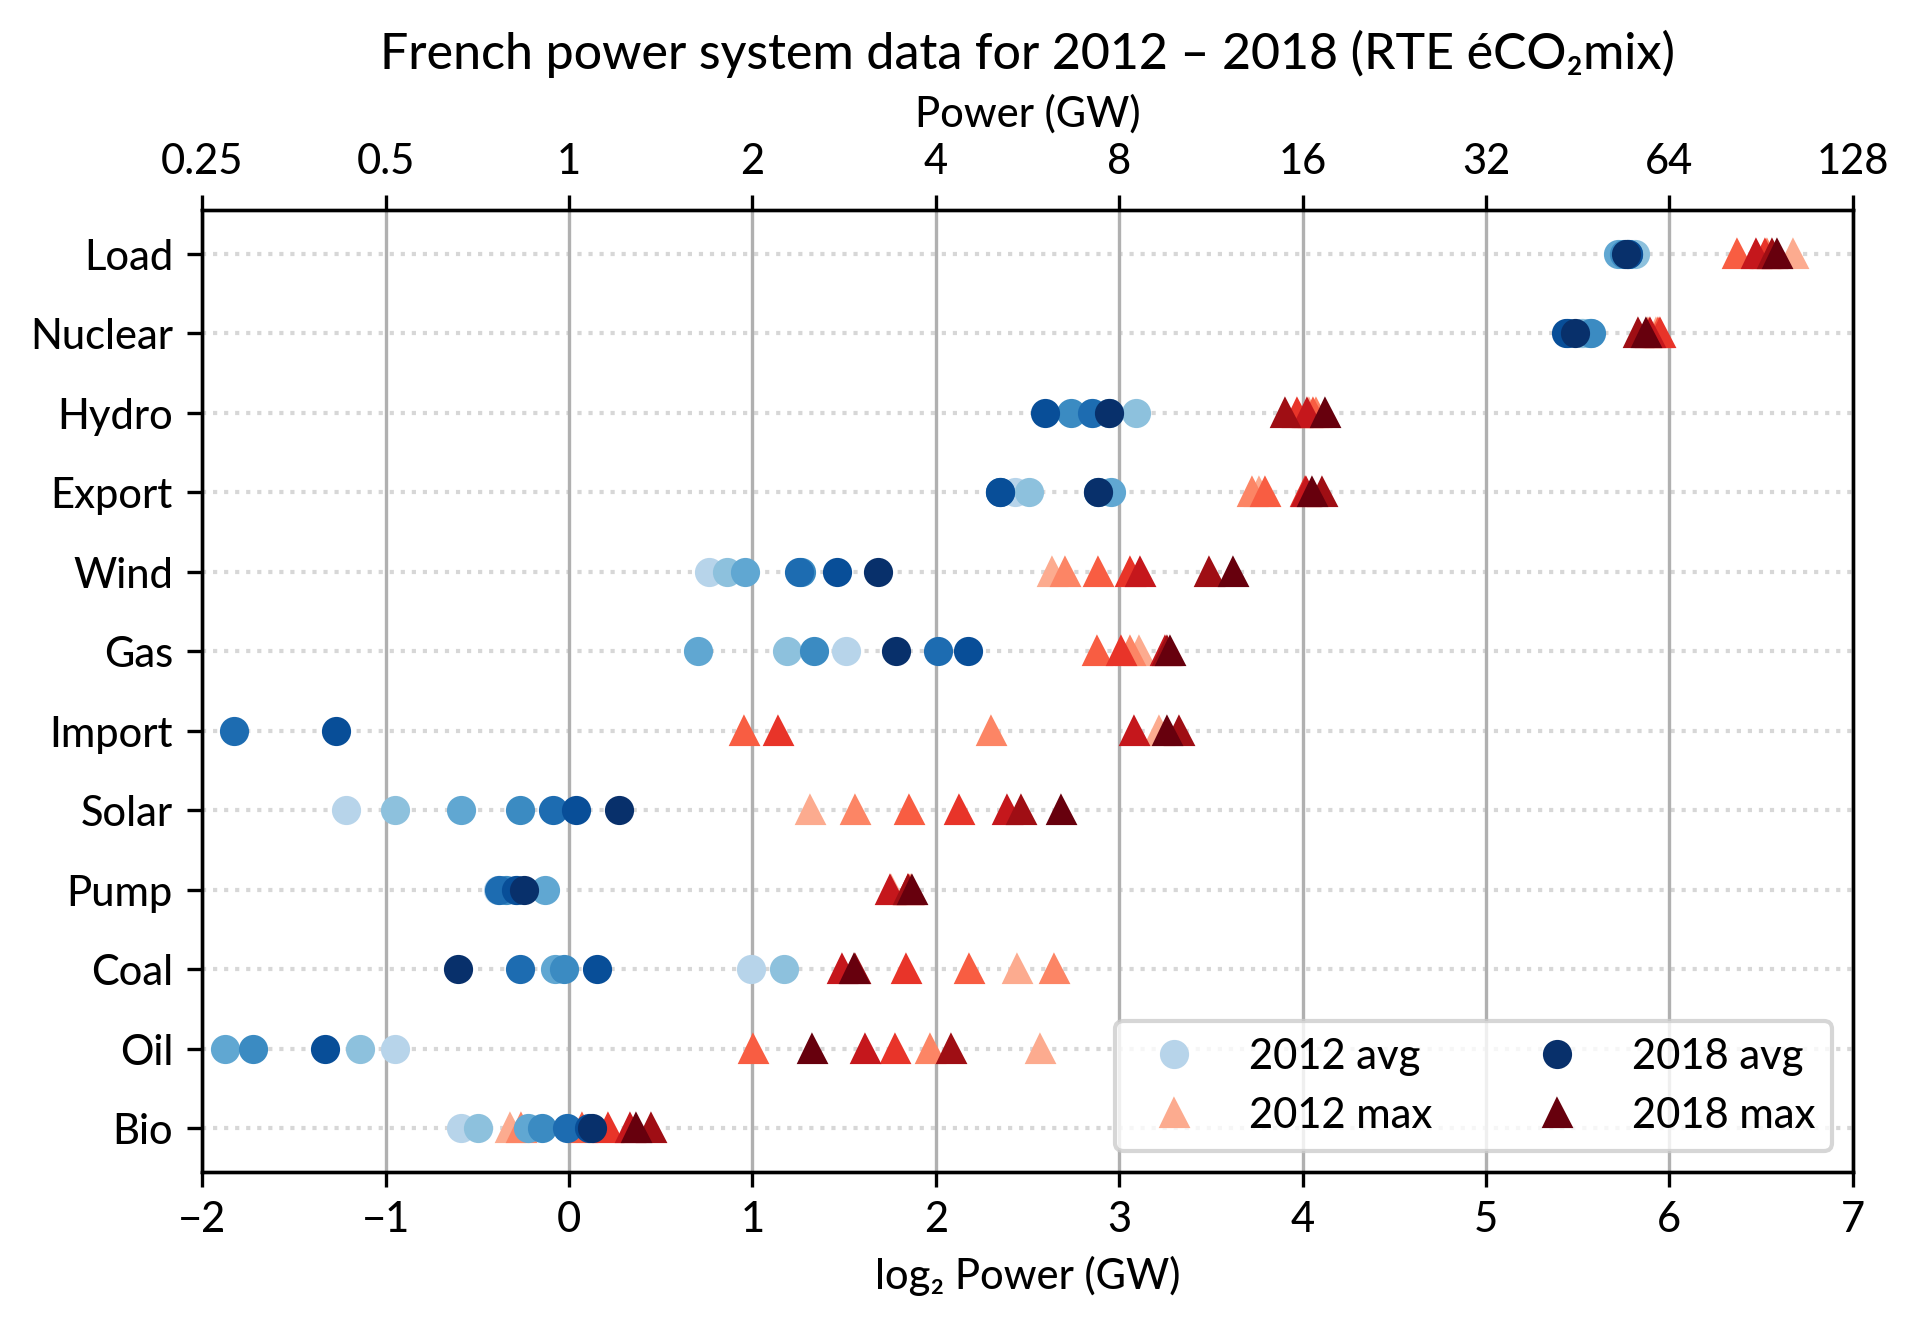 French power system data for 2012 – 2018 (RTE éCO₂mix)
Power (GW)
0.25 0.5 1 2 4 8 16 32 64 128
Load
Nuclear
Hydro
Export
Wind
Gas
Import
Solar
Pump
Coal
Oil
Bio
2012 avg 2018 avg
2012 max 2018 max
−2 −1 0 1 2 3 4 5 6 7
log₂ Power (GW)